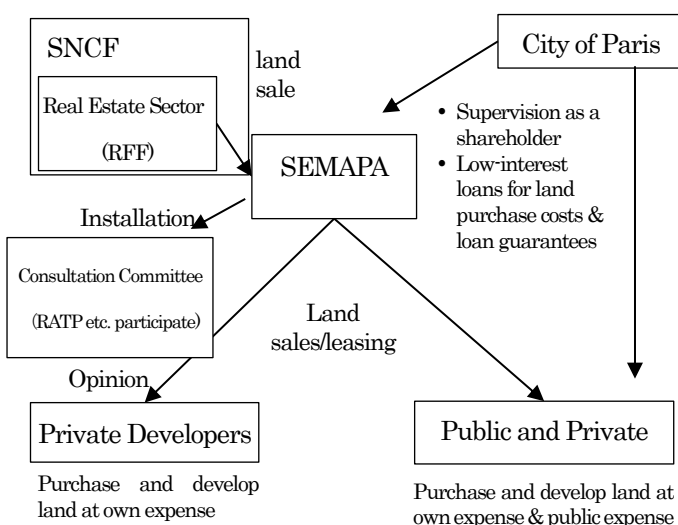 SNCF
land
sale
Real Estate Sector
(RFF)
City of Paris
• Supervision as a
shareholder
• Low-interest
loans for land
purchase costs &
loan guarantees
SEMAPA
Installation
Consultation Committee
(RATP etc. participate)
Land
sales/leasing
Opinion
Private Developers
Purchase and develop
land at own expense
Public and Private
Purchase and develop land at
own expense & public expense